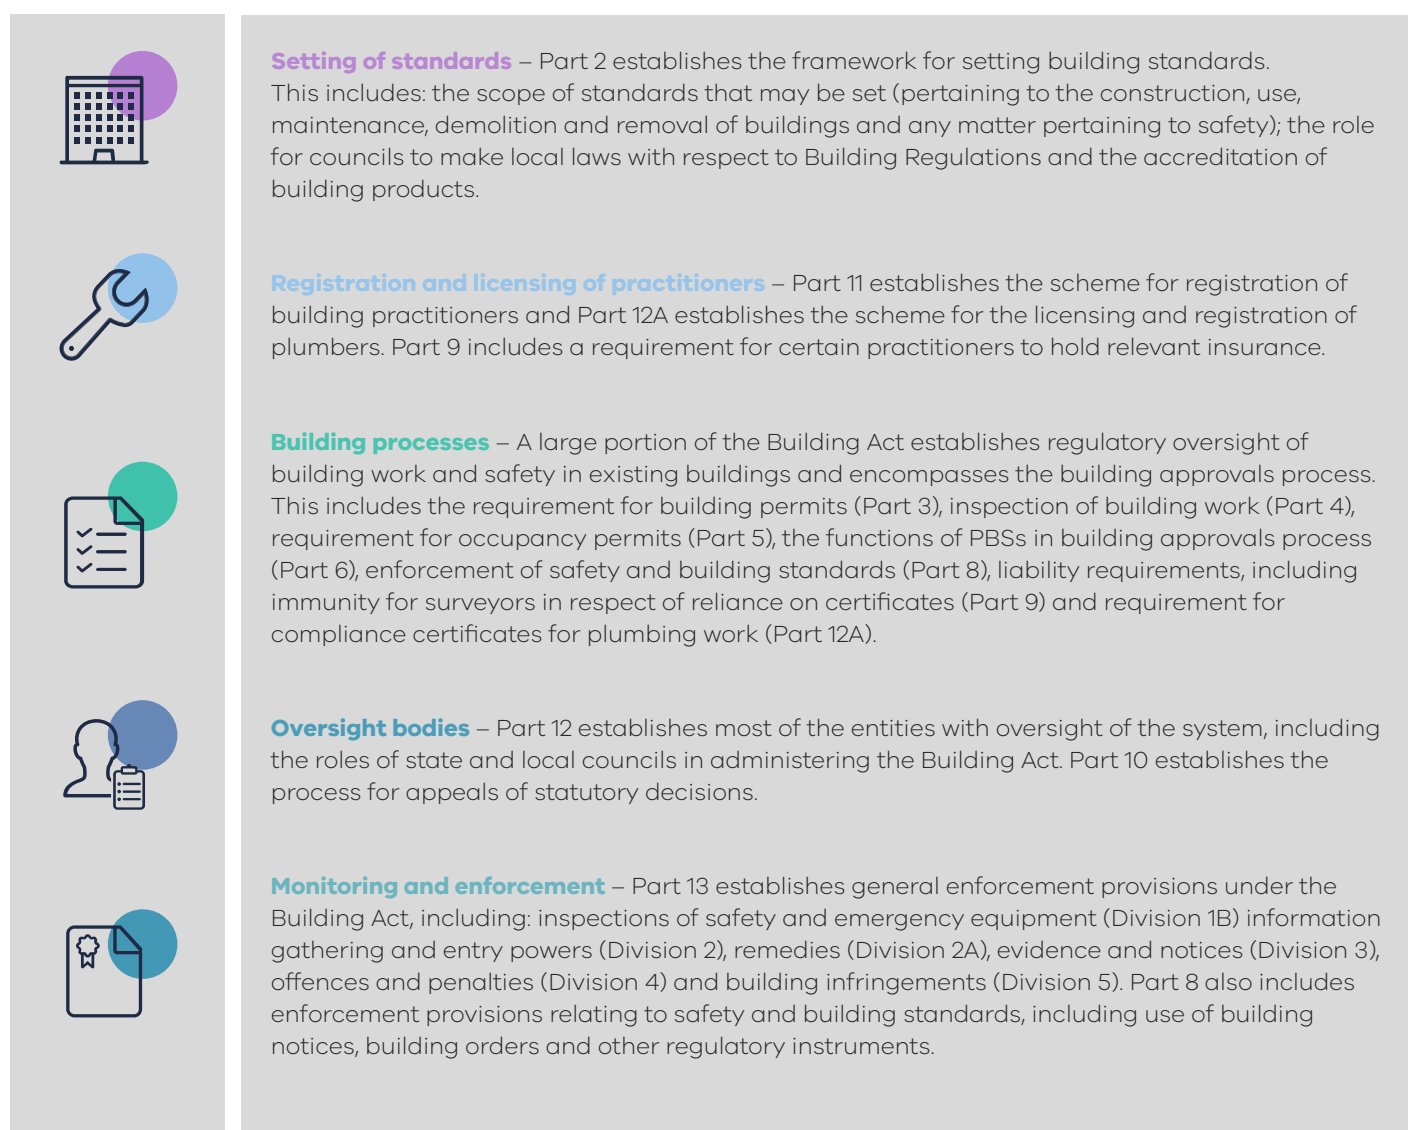 Setting of standards – Part 2 establishes the framework for setting building standards.
This includes: the scope of standards that may be set (pertaining to the construction, use,
maintenance, demolition and removal of buildings and any matter pertaining to safety); the role
for councils to make local laws with respect to Building Regulations and the accreditation of
building products.
Registration and licensing of practitioners – Part 11 establishes the scheme for registration of
building practitioners and Part 12A establishes the scheme for the licensing and registration of
plumbers. Part 9 includes a requirement for certain practitioners to hold relevant insurance.
Building processes – A large portion of the Building Act establishes regulatory oversight of
building work and safety in existing buildings and encompasses the building approvals process.
This includes the requirement for building permits (Part 3), inspection of building work (Part 4),
requirement for occupancy permits (Part 5), the functions of PBSs in building approvals process
(Part 6), enforcement of safety and building standards (Part 8), liability requirements, including
immunity for surveyors in respect of reliance on certificates (Part 9) and requirement for
compliance certificates for plumbing work (Part 12A).
Oversight bodies – Part 12 establishes most of the entities with oversight of the system, including
the roles of state and local councils in administering the Building Act. Part 10 establishes the
process for appeals of statutory decisions.
Monitoring and enforcement – Part 13 establishes general enforcement provisions under the
Building Act, including: inspections of safety and emergency equipment (Division 1B) information
gathering and entry powers (Division 2), remedies (Division 2A), evidence and notices (Division 3),
offences and penalties (Division 4) and building infringements (Division 5). Part 8 also includes
enforcement provisions relating to safety and building standards, including use of building
notices, building orders and other regulatory instruments.